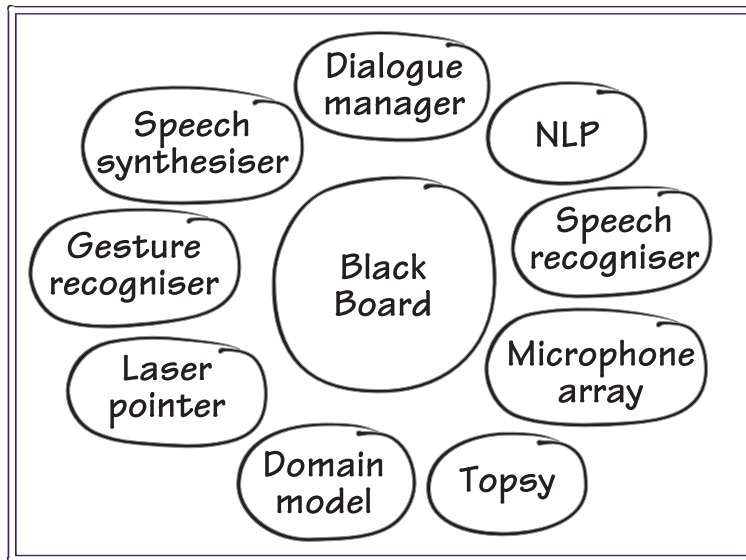 Dialogue
manager
Speech
synthesiser
NLP
Gesture
recogniser
Black
Board
Speech
recogniser
Laser
pointer
Microphone
array
Domain
model
Topsy